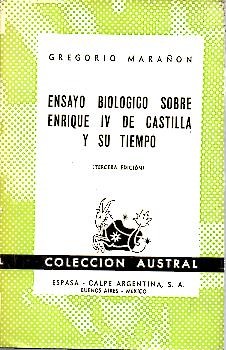 GREGORIO MARAÑON
ENSAYO BIOLOGICO SOBRE
ENRIQUE IV DE CASTILLA
Y SU TIEMPO
(TERCERA EDICION)
COLECCION AUSTRAL
ESPASA - CALPE ARGENTINA, S. A.
BUENOS AIRES - MEXICO